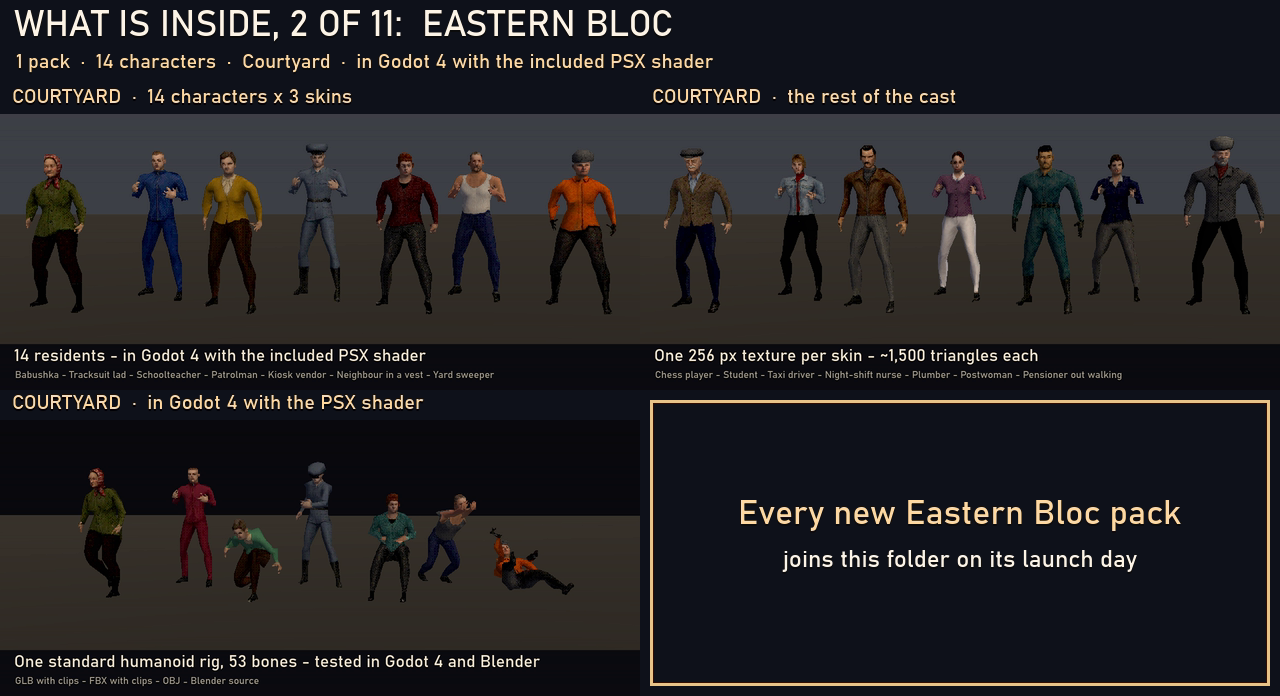 WHAT IS INSIDE, 2 OF 11: EASTERN BLOC
1 pack · 14 characters · Courtyard · in Godot 4 with the included PSX shader
COURTYARD · 14 characters x 3 skins
14 residents - in Godot 4 with the included PSX shader
Babushka - Tracksuit lad - Schoolteacher - Patrolman - Kiosk vendor - Neighbour in a vest - Yard sweeper
COURTYARD · the rest of the cast
One 256 px texture per skin - ~1,500 triangles each
Chess player - Student - Taxi driver - Night-shift nurse - Plumber - Postwoman - Pensioner out walking
COURTYARD · in Godot 4 with the PSX shader
One standard humanoid rig, 53 bones - tested in Godot 4 and Blender
GLB with clips - FBX with clips - OBJ - Blender source
Every new Eastern Bloc pack
joins this folder on its launch day